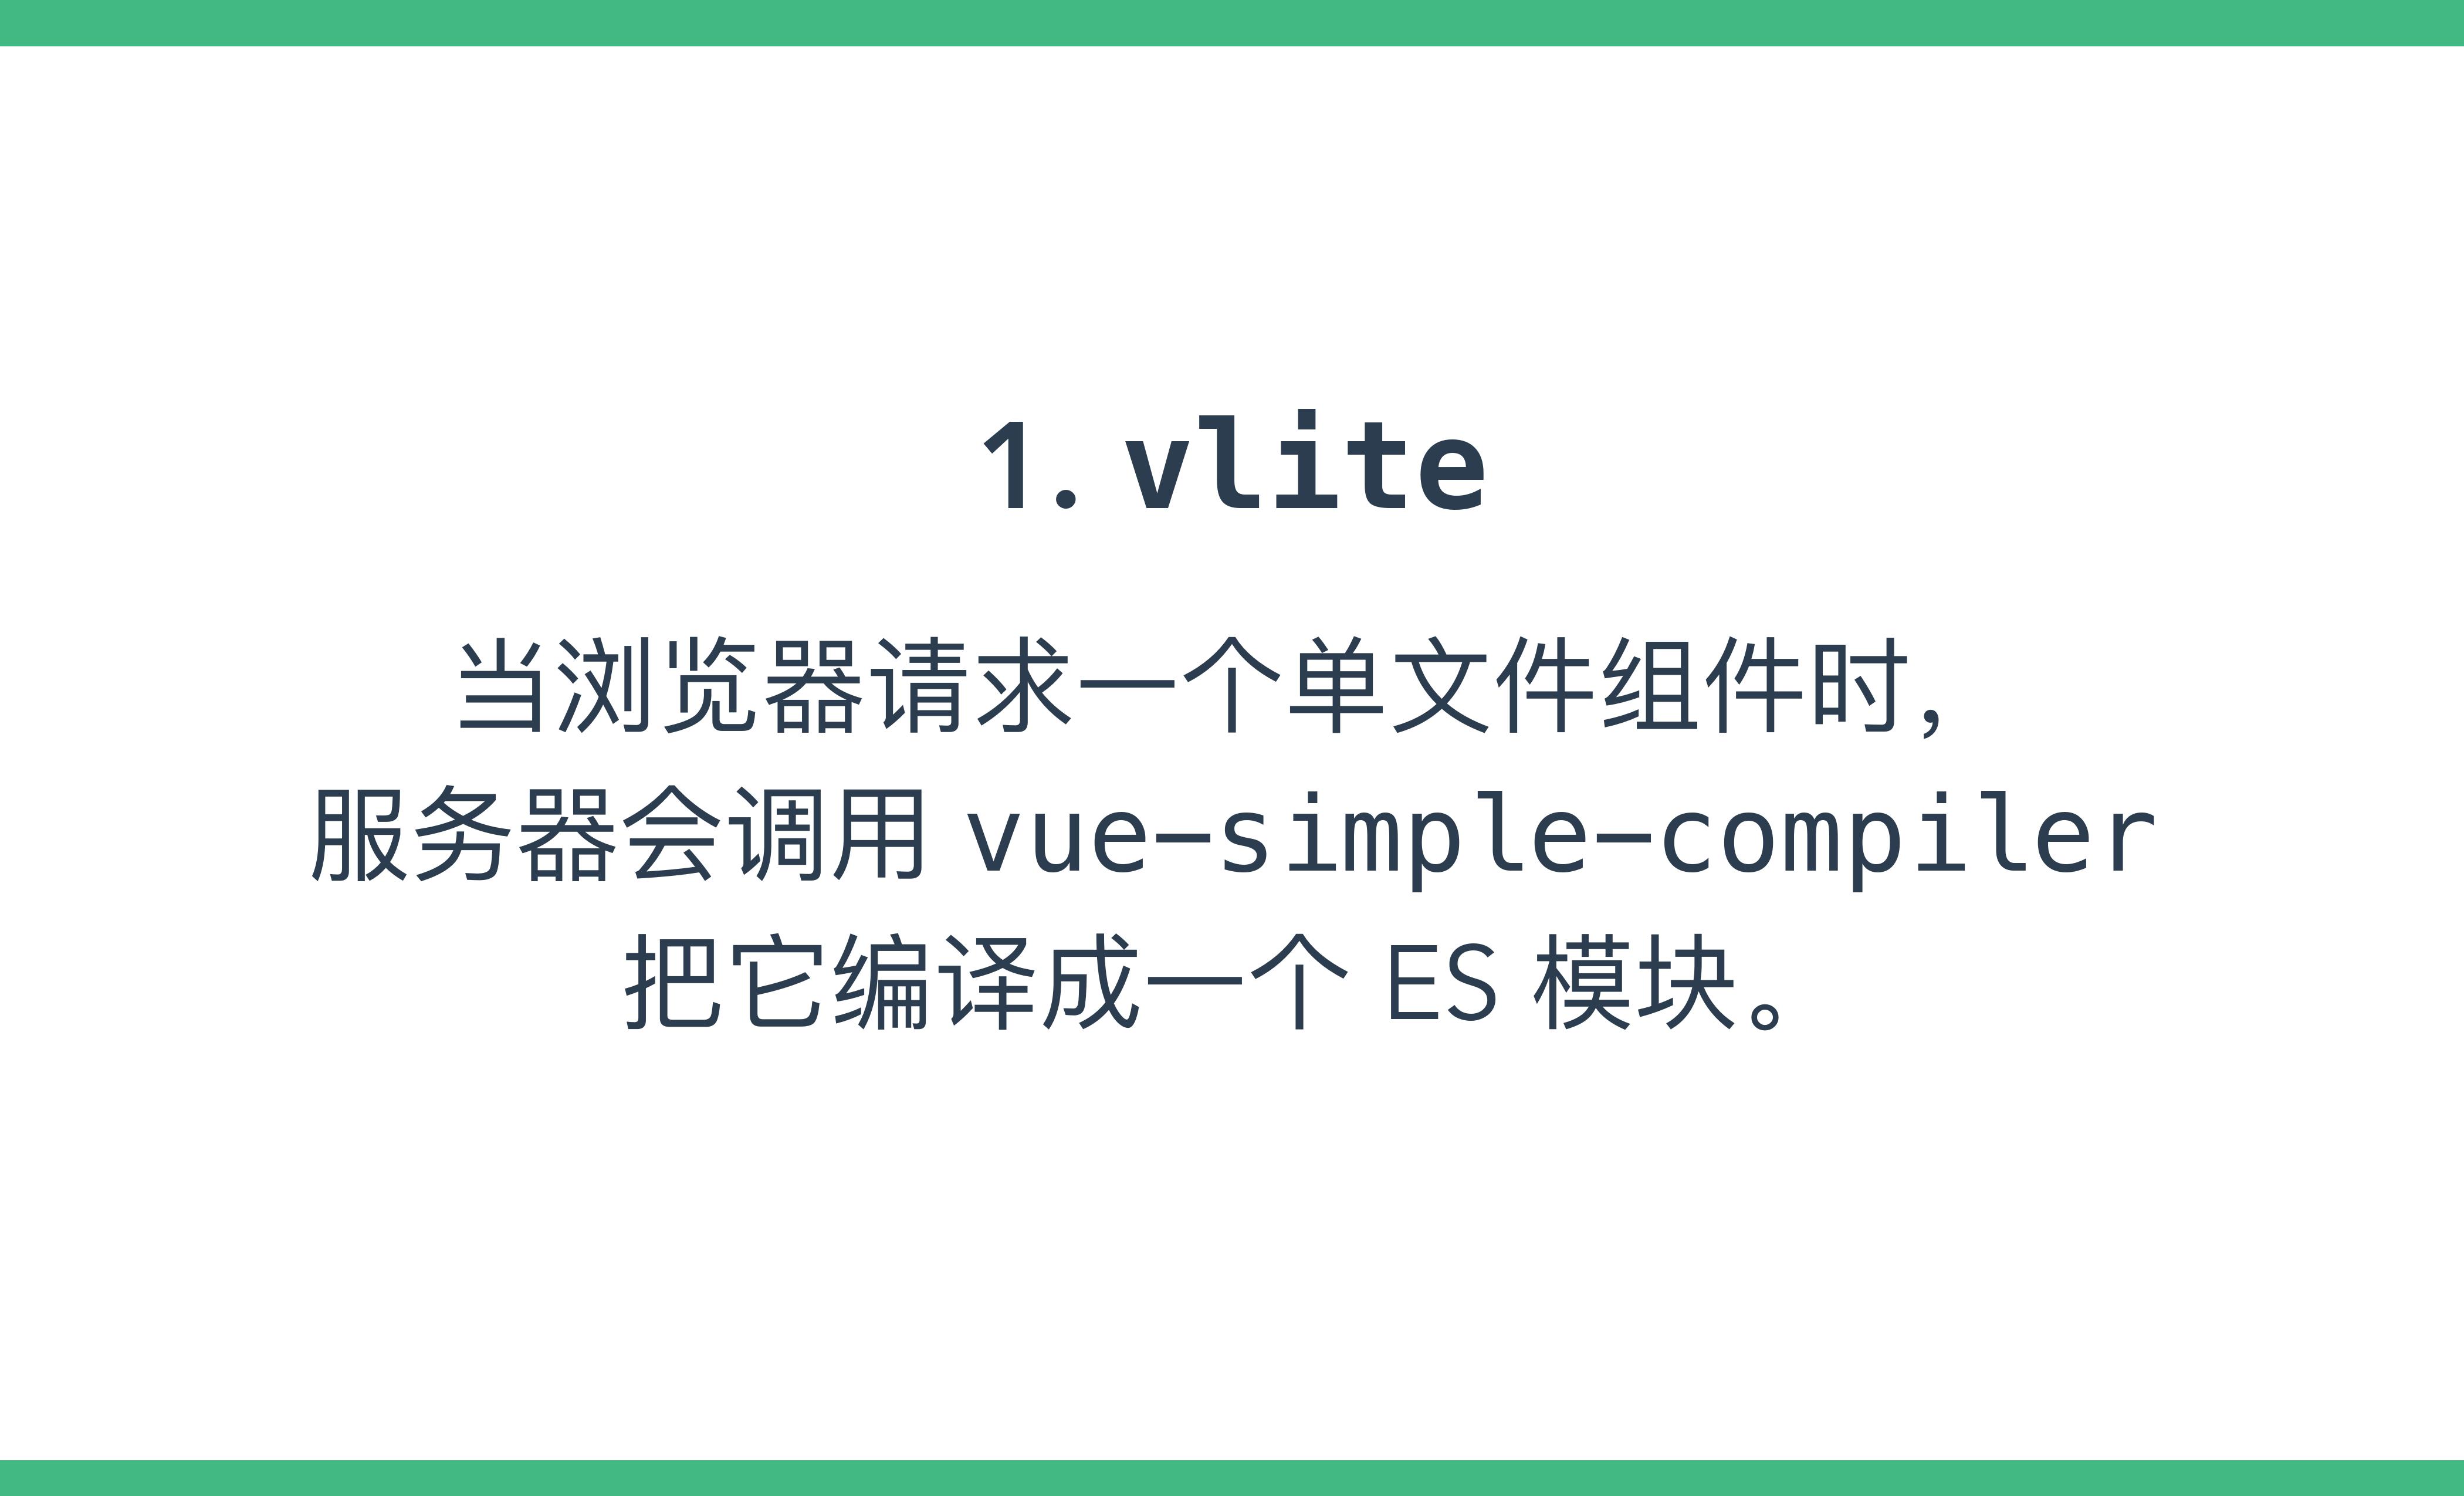 1. vlite
当浏览器请求一个单文件组件时，
服务器会调用 vue-simple-compiler
把它编译成一个 ES 模块。